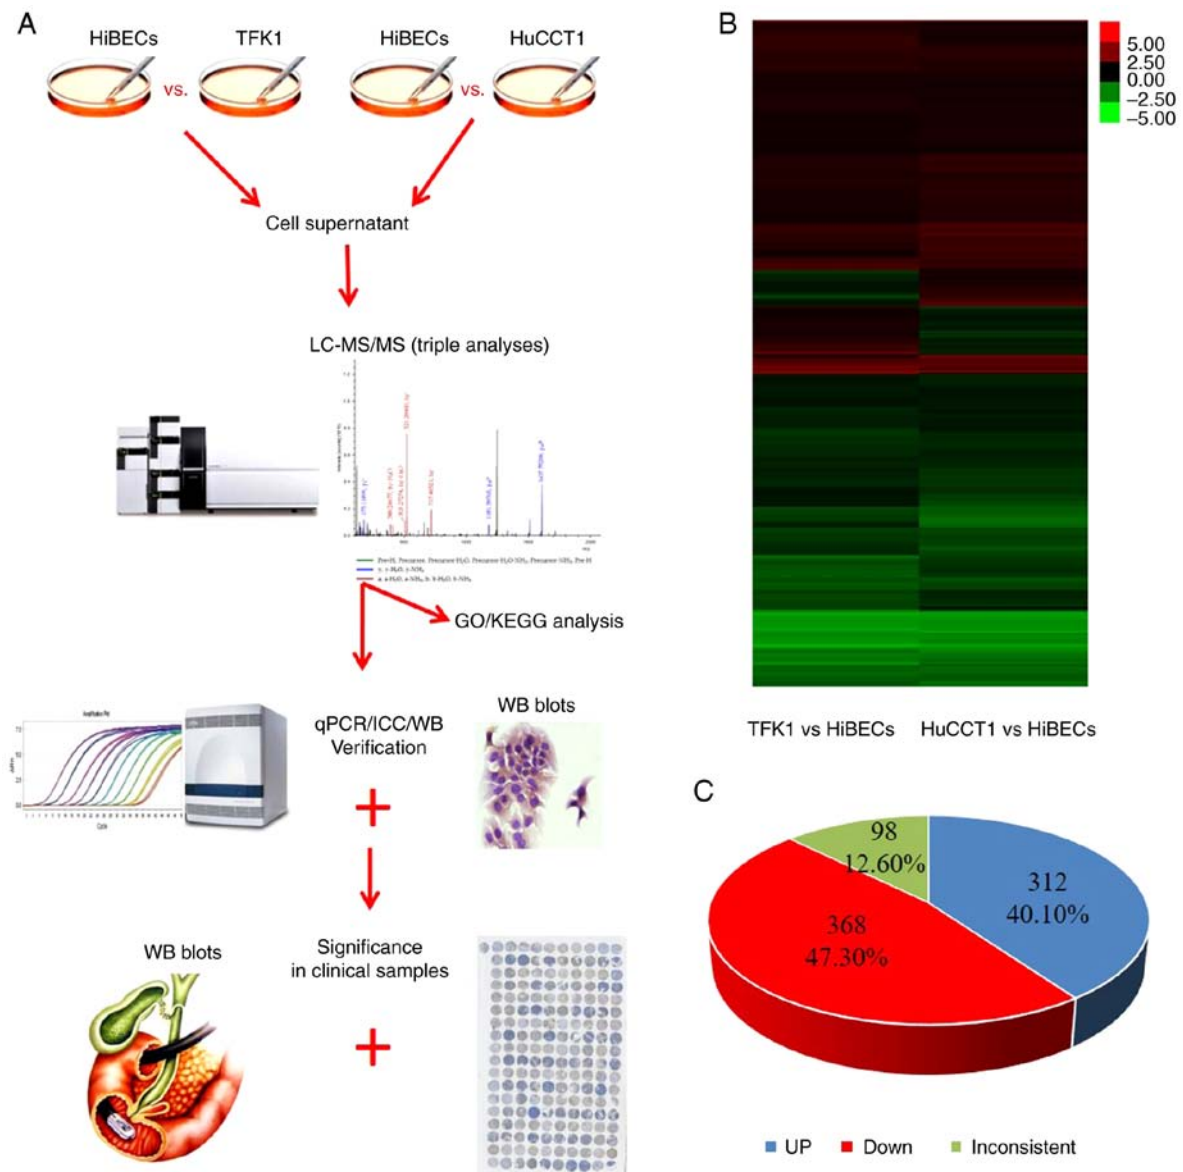 A
HiBECs
TFK1
HiBECs
HuCCT1
vs.
vs.
Cell supernatant
LC-MS/MS (triple analyses)
GO/KEGG analysis
qPCR/ICC/WB
Verification
WB blots
WB blots
Significance
in clinical samples
B
5.00
2.50
0.00
–2.50
–5.00
TFK1 vs HiBECs
HuCCT1 vs HiBECs
C
98
12.60%
312
40.10%
368
47.30%
UP
Down
Inconsistent